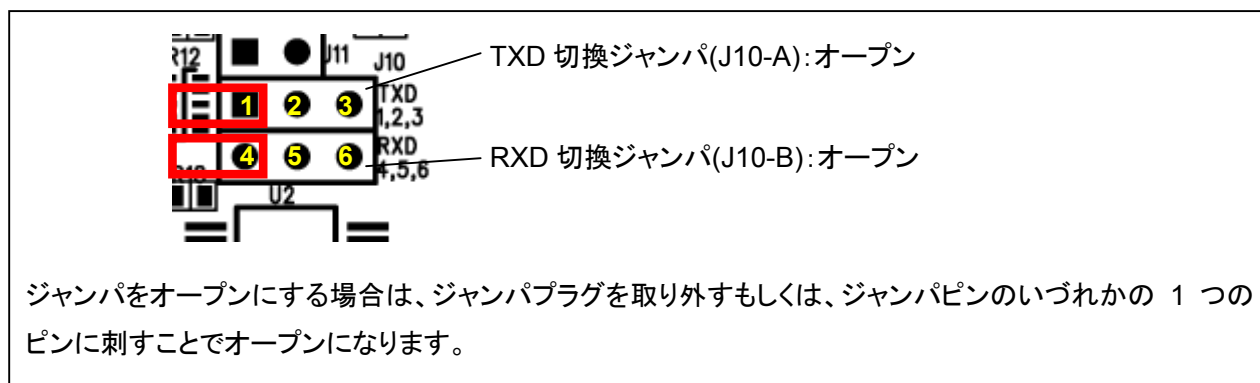 R12 J11 J10
TXD 切換ジャンパ(J10-A):オープン
1 2 3 TXD
1,2,3
4 5 6 RXD
4,5,6
RXD 切換ジャンパ(J10-B):オープン
U2
ジャンパをオープンにする場合は、ジャンパプラグを取り外すもしくは、ジャンパピンのいづれかの 1 つの
ピンに刺すことでオープンになります。